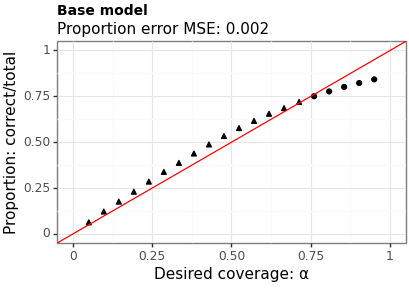 Base model
Proportion error MSE: 0.002
Proportion: correct/total
1
0.75
0.50
0.25
0
0
0.25
0.50
0.75
1
Desired coverage: α